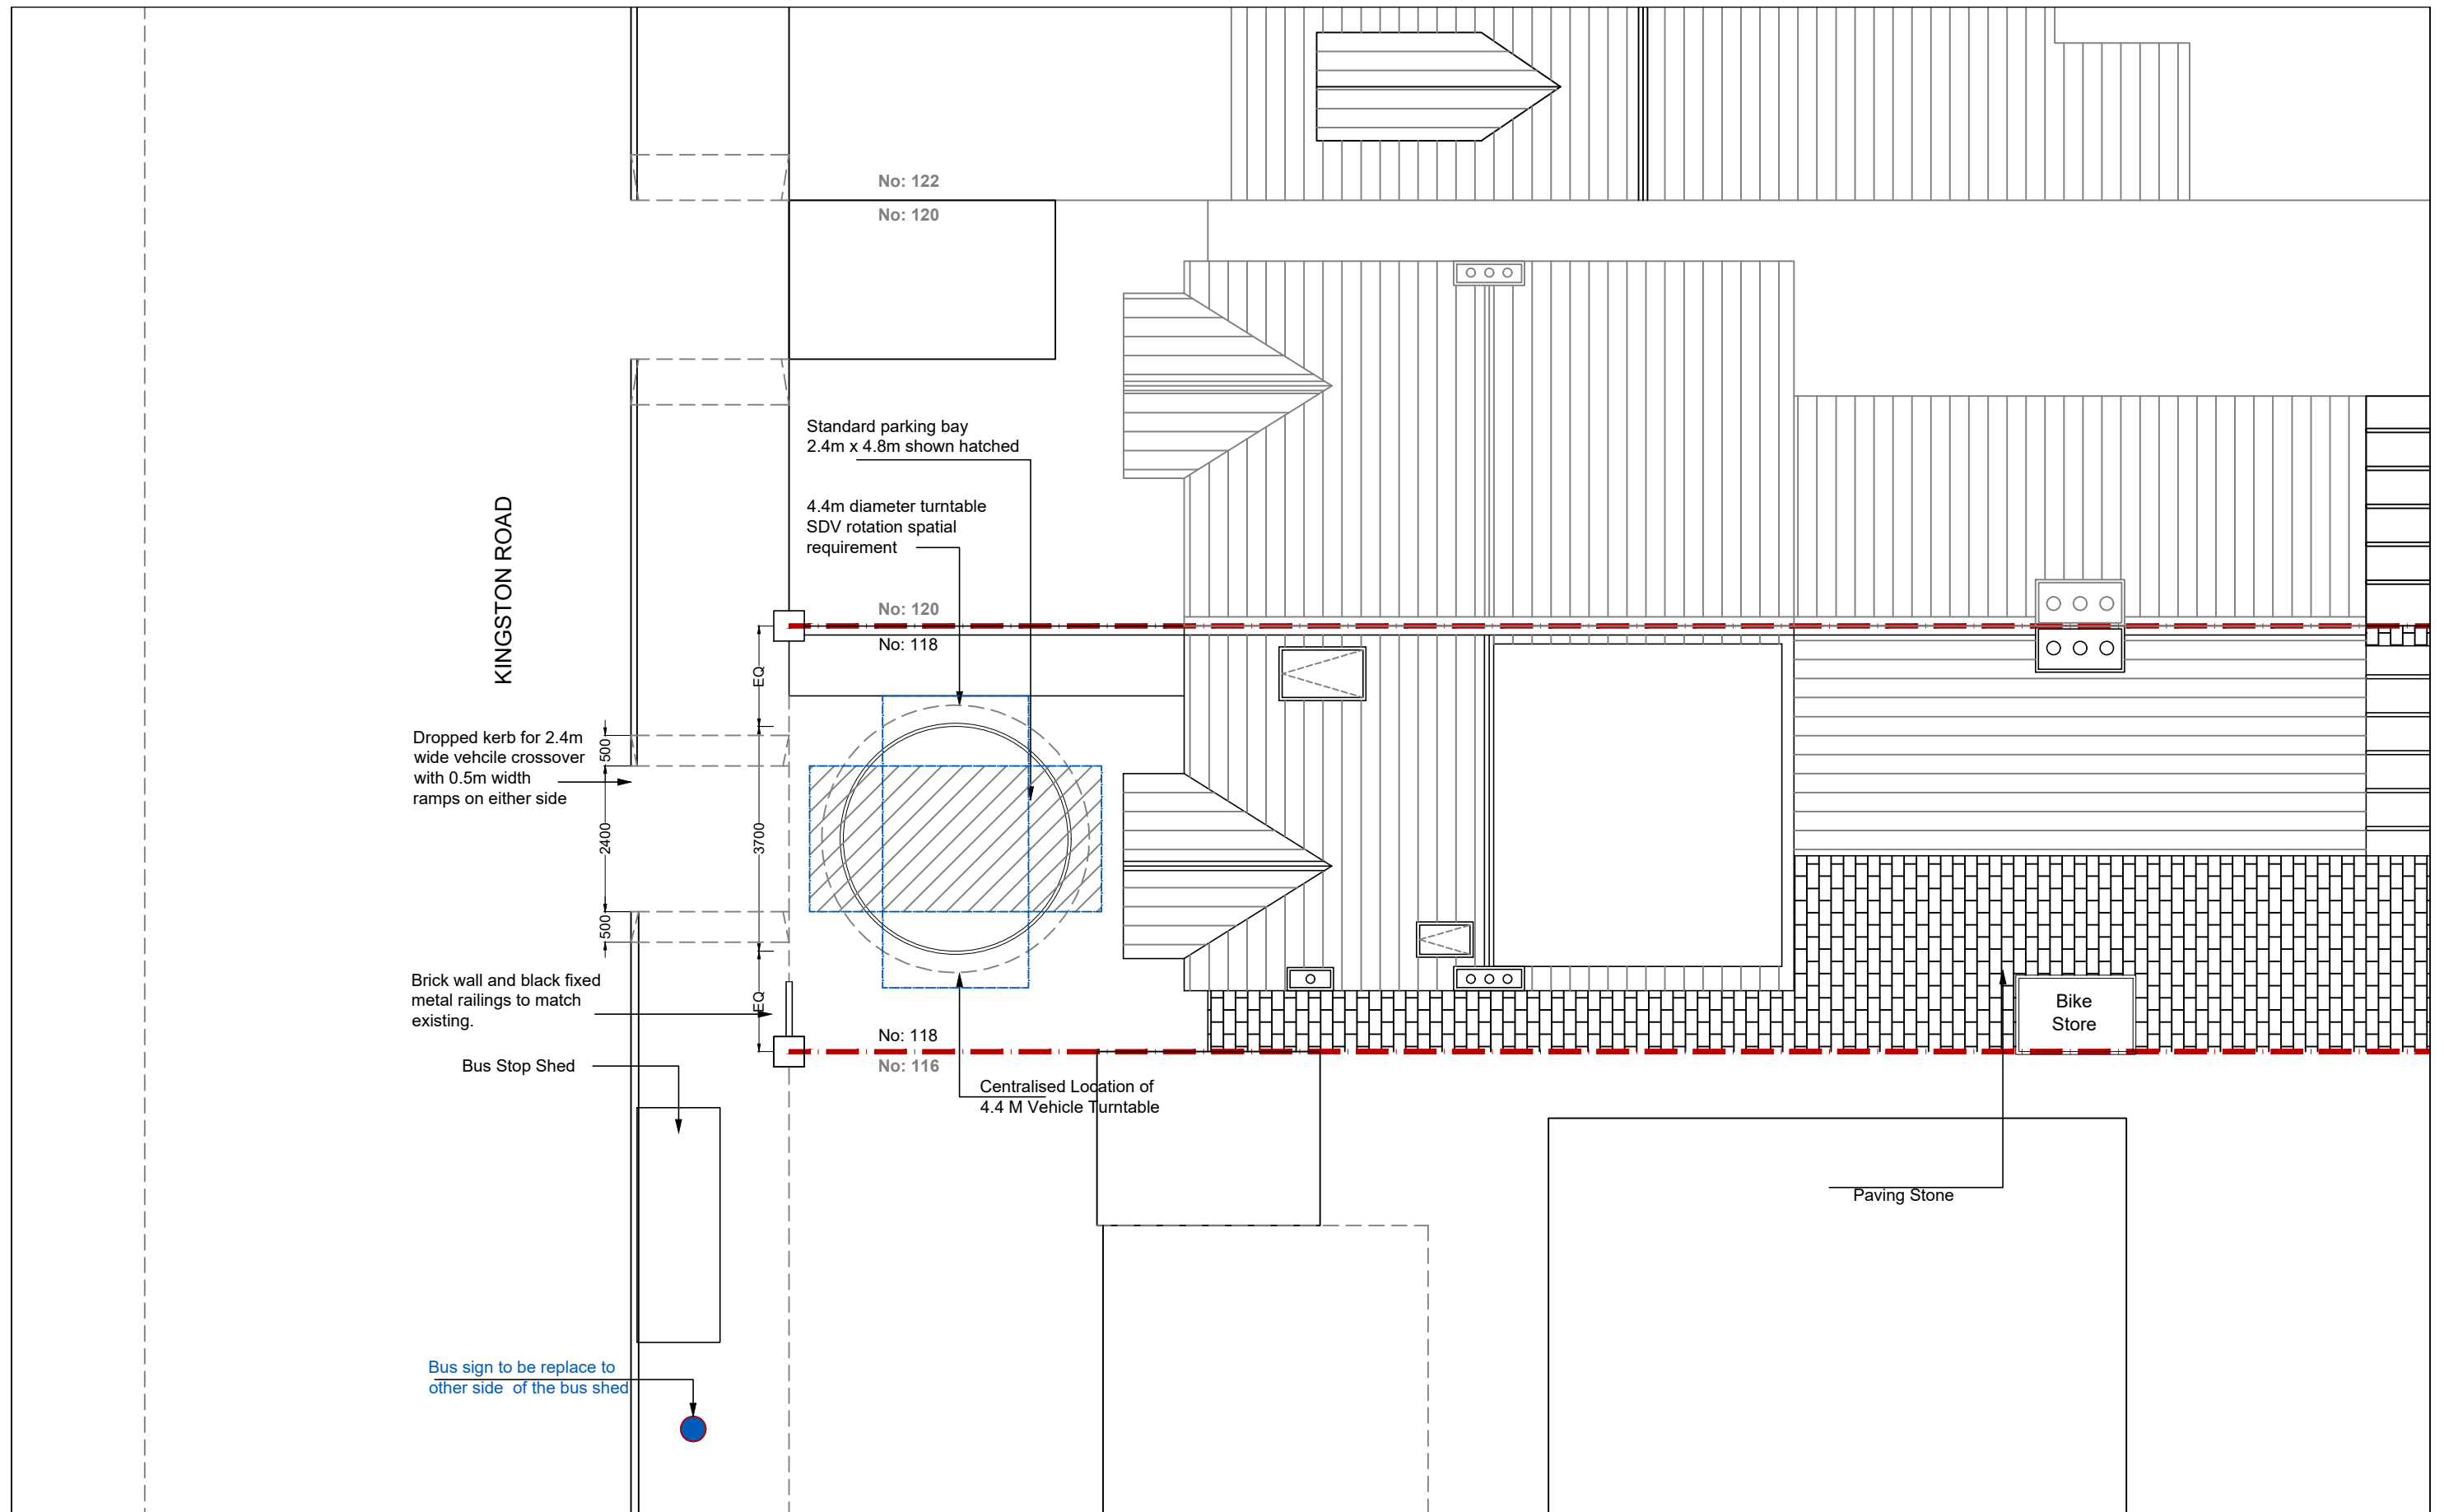 No: 122
No: 120
Standard parking bay
2.4m x 4.8m shown hatched
4.4m diameter turntable
SDV rotation spatial
requirement
KINGSTON ROAD
No: 120
No: 118
EQ
500
2400
500
3700
EQ
Dropped kerb for 2.4m
wide vehcile crossover
with 0.5m width
ramps on either side
Brick wall and black fixed
metal railings to match
existing.
Bus Stop Shed
No: 118
No: 116
Centralised Location of
4.4 M Vehicle Turntable
Bike
Store
Paving Stone
Bus sign to be replace to
other side of the bus shed